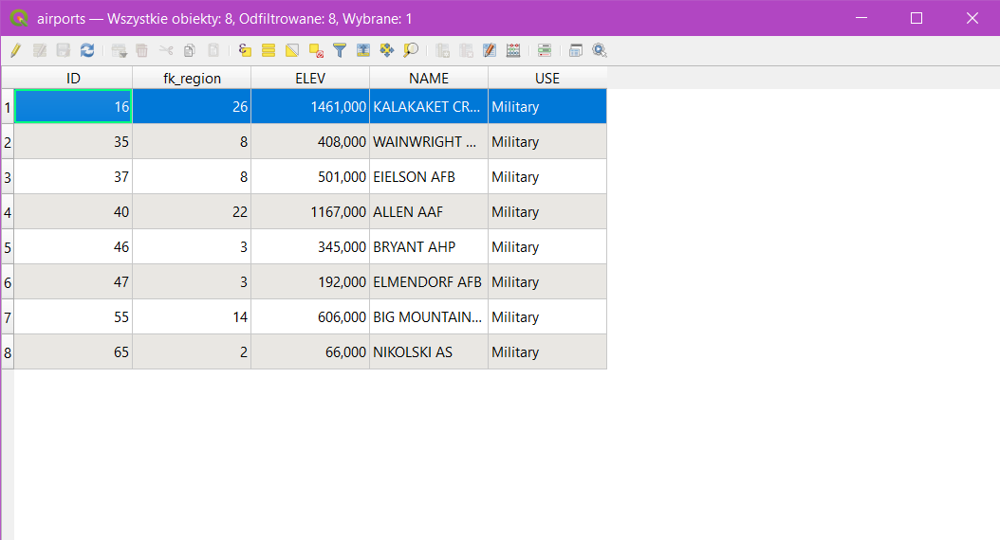 airports — Wszystkie obiekty: 8, Odfiltrowane: 8, Wybrane: 1
ID fk_region ELEV NAME USE
1 16 26 1461,000 KALAKAKET CR... Military
2 35 8 408,000 WAINWRIGHT ... Military
3 37 8 501,000 EIELSON AFB Military
4 40 22 1167,000 ALLEN AAF Military
5 46 3 345,000 BRYANT AHP Military
6 47 3 192,000 ELMENDORF AFB Military
7 55 14 606,000 BIG MOUNTAIN... Military
8 65 2 66,000 NIKOLSKI AS Military